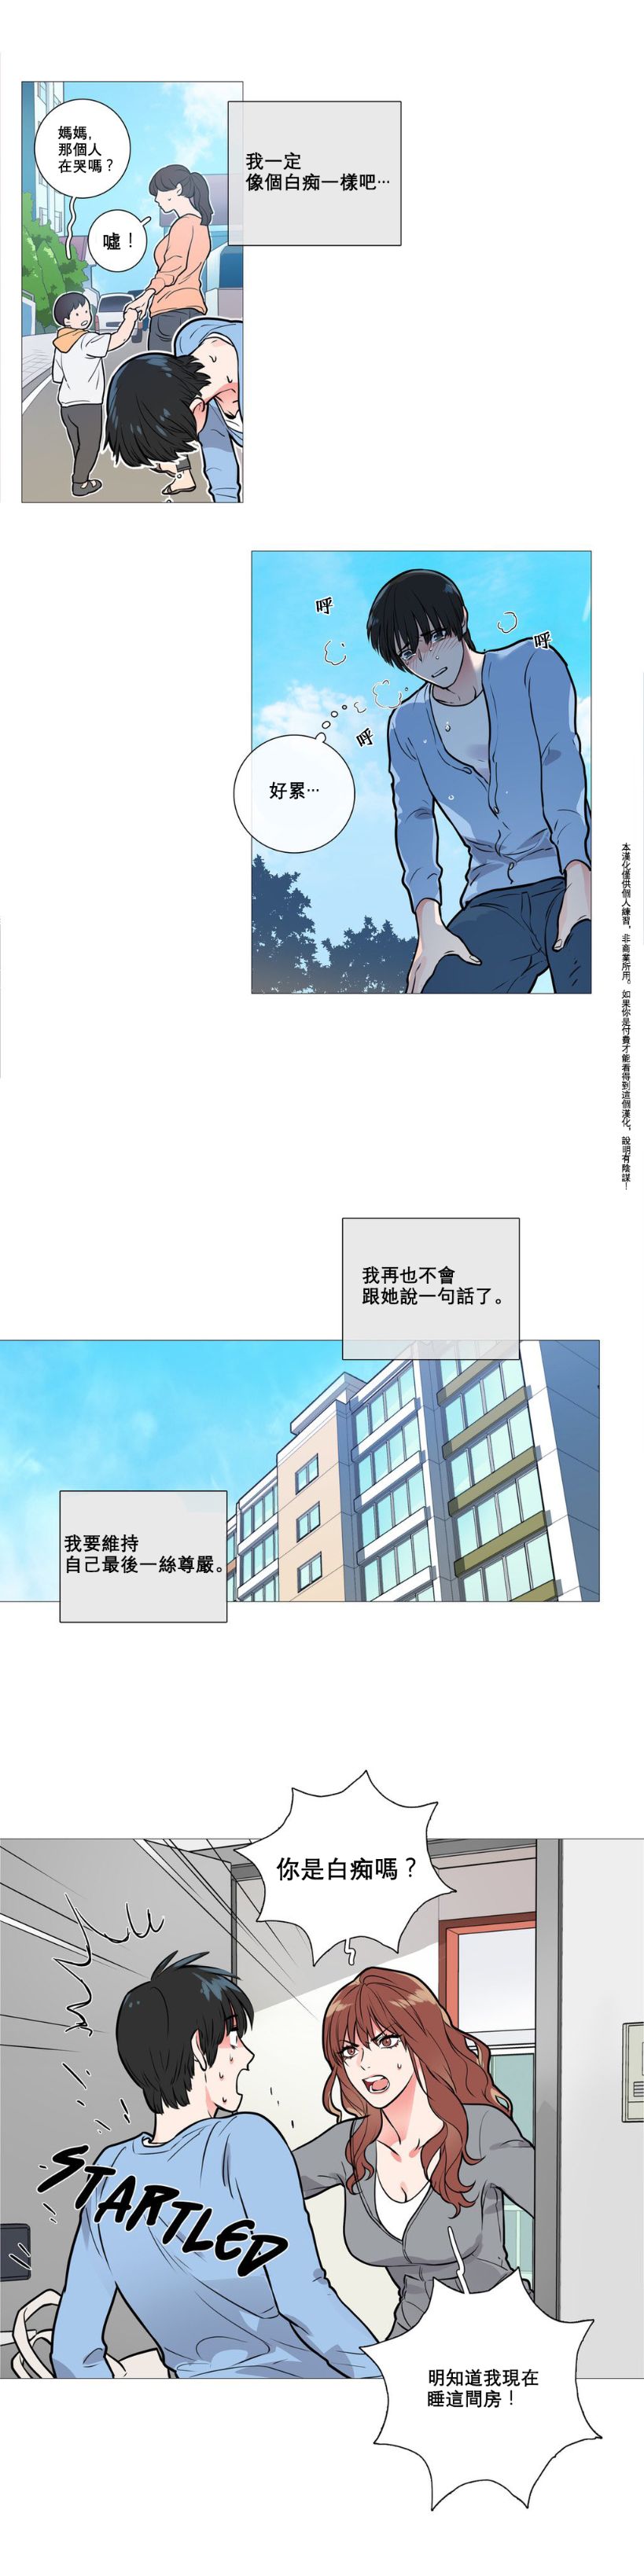 媽媽，
那個人
在哭嗎？
噓！
我一定
像個白痴一樣吧…
呼
呼
呼
好累…
本漢化僅供個人練習，非商業所用。如果你是付費才能看得到這個漢化，說明有陰謀！
我再也不會
跟她說一句話了。
我要維持
自己最後一絲尊嚴。
你是白痴嗎？
STARTLED
明知道我現在
睡這間房！